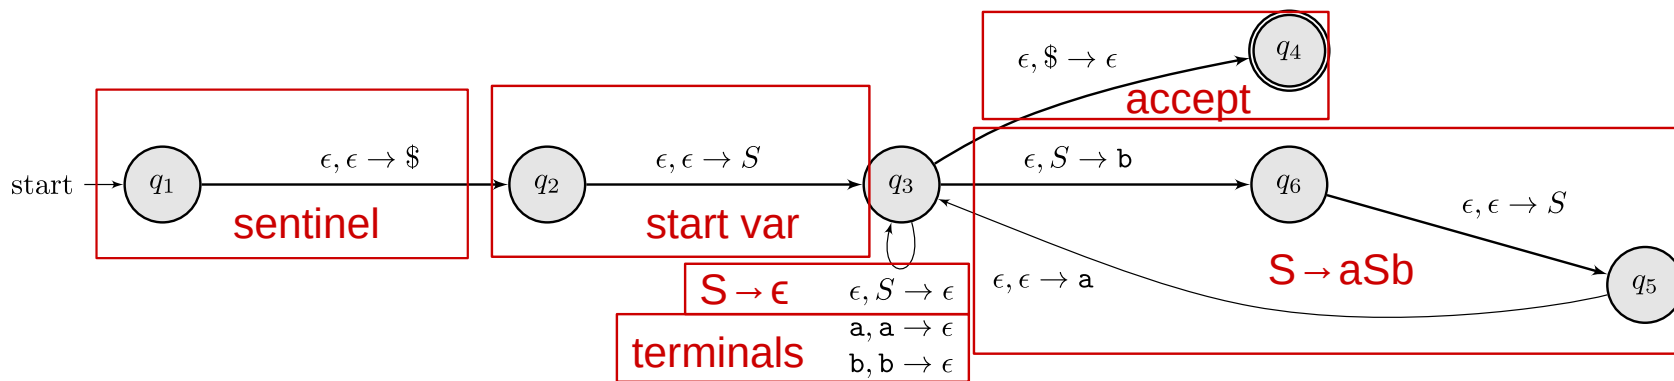 start
q1
ϵ, ϵ → $
sentinel
q2
ϵ, ϵ → S
start var
q3
ϵ, $ → ϵ
accept
q4
ϵ, S → b
q6
ϵ, ϵ → S
S→aSb
q5
ϵ, ϵ → a
S→ϵ ϵ, S → ϵ
terminals
a, a → ϵ
b, b → ϵ